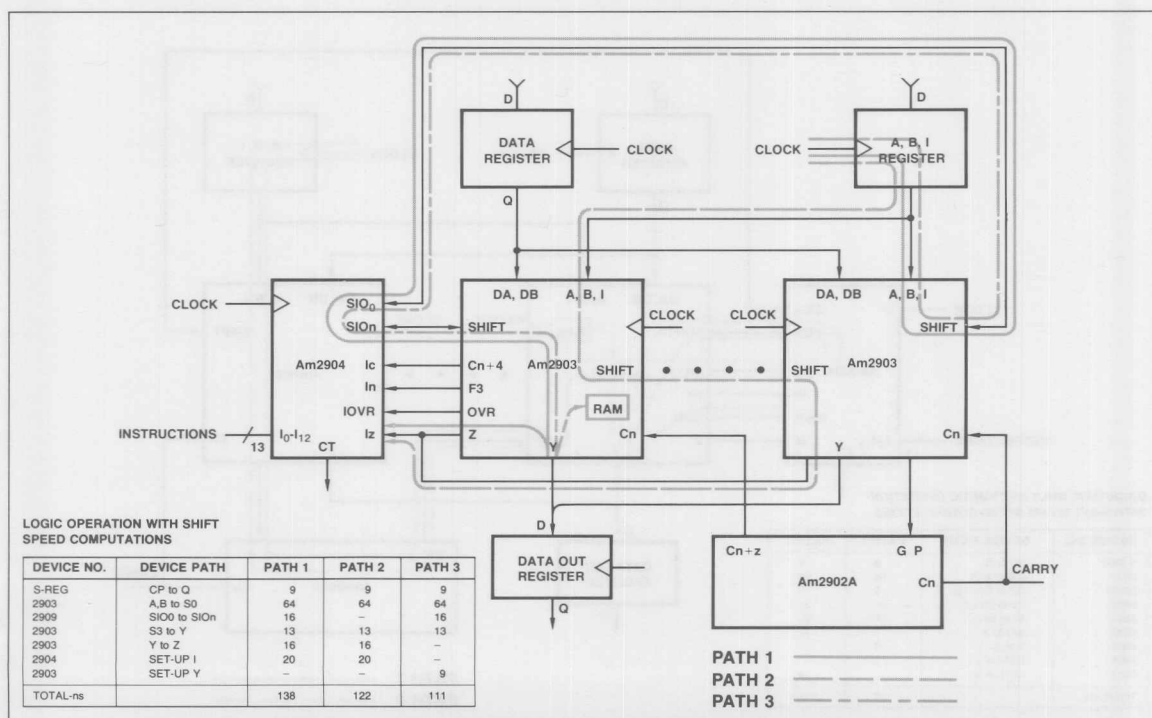 D
D
DATA
REGISTER
CLOCK
CLOCK
A, B, I
REGISTER
Q
DA, DB
A, B, I
DA, DB
A, B, I
CLOCK
SIO0
SIOn
SHIFT
CLOCK
CLOCK
SHIFT
Am2904
Ic
Cn+4
Am2903
SHIFT
SHIFT
Am2903
In
F3
IOVR
OVR
RAM
INSTRUCTIONS
13
I0-I12
Iz
Z
Y
Cn
Y
Cn
CT
LOGIC OPERATION WITH SHIFT
SPEED COMPUTATIONS
D
DATA OUT
REGISTER
Q
Cn+z
G P
Am2902A
Cn
CARRY
DEVICE NO. DEVICE PATH PATH 1 PATH 2 PATH 3
S-REG CP to Q 9 9 9
2903 A,B to S0 64 64 64
2909 SIO0 to SIOn 16 – 16
2903 S3 to Y 13 13 13
2903 Y to Z 16 16 –
2904 SET-UP I 20 20 –
2903 SET-UP Y – – 9
TOTAL-ns 138 122 111
PATH 1
PATH 2
PATH 3